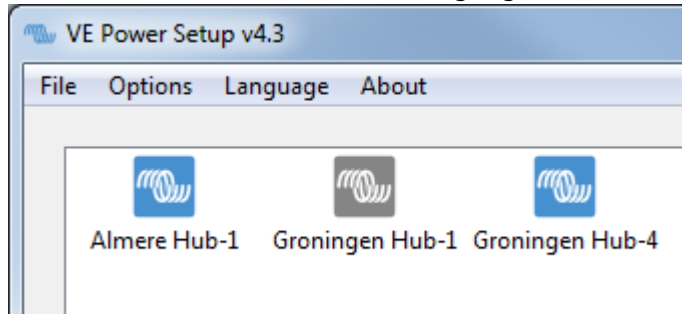 VE Power Setup v4.3
File Options Language About
Almere Hub-1 Groningen Hub-1 Groningen Hub-4